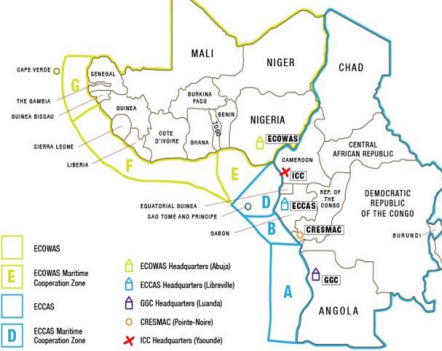 MALI
NIGER
CHAD
CAPE VERDE
SENEGAL
G
THE GAMBIA
GUINEA BISSAU
GUINEA
BURKINA
FASO
BENIN
NIGERIA
TOGO
COTE
D'IVOIRE
GHANA
ECOWAS
SIERRA LEONE
LIBERIA
F
E
CAMEROON
CENTRAL
AFRICAN REPUBLIC
ICC
D
EQUATORIAL GUINEA
GAO TOME AND PRINCIPE
ECCAS
REP. OF
THE CONGO
DEMOCRATIC
REPUBLIC
OF THE CONGO
B
GABON
CRESMAC
BURUNDI
A
GGC
ANGOLA
ECOWAS
E
ECOWAS Maritime
Cooperation Zone
ECCAS
D
ECCAS Maritime
Cooperation Zone
ECOWAS Headquarters (Abuja)
ECCAS Headquarters (Libreville)
GGC Headquarters (Luanda)
CRESMAC (Pointe-Noire)
ICC Headquarters (Yaoundé)